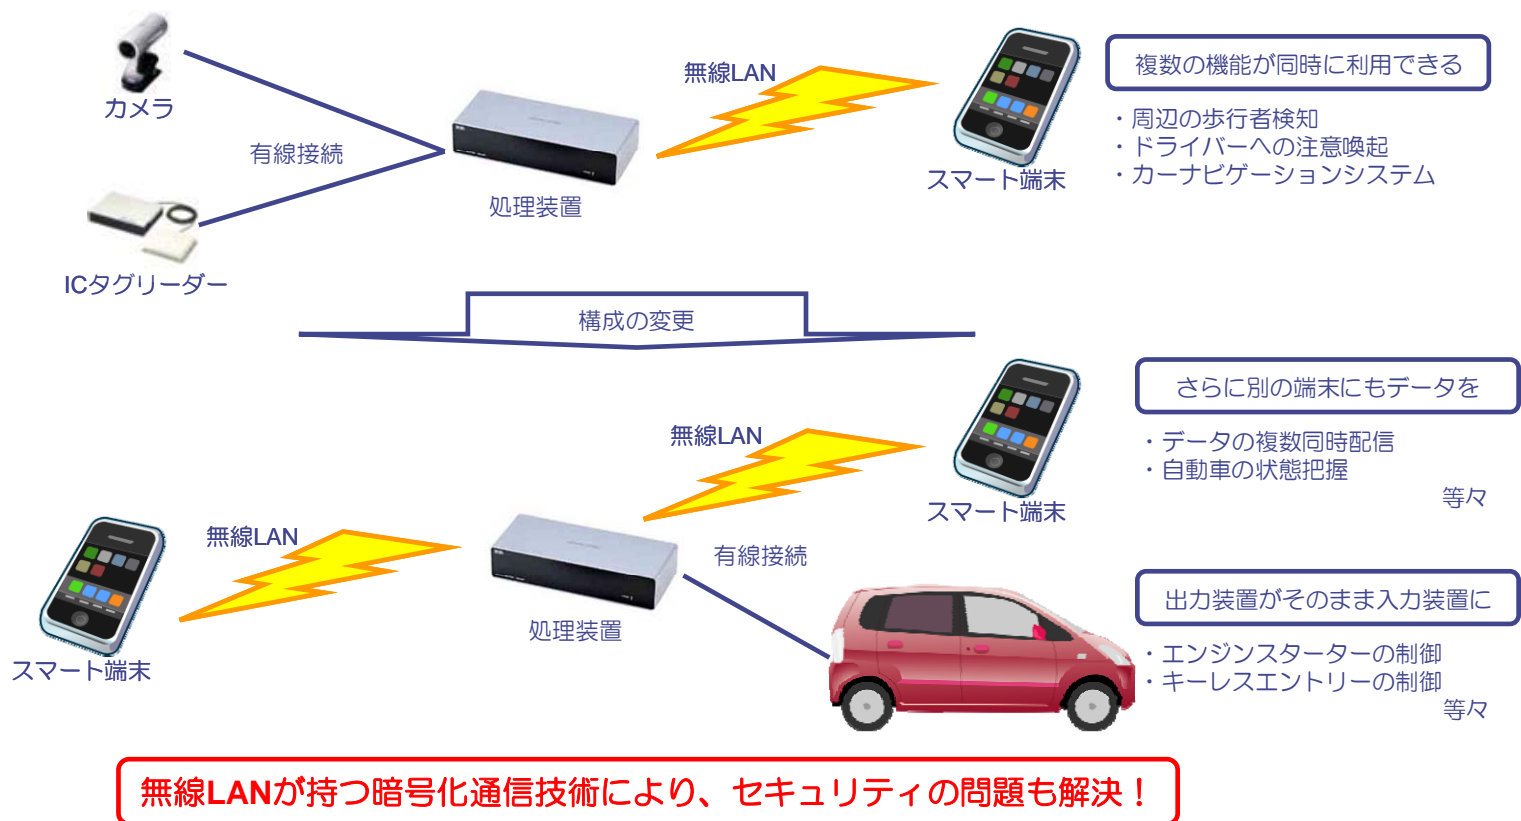 カメラ
有線接続
ICタグリーダー
処理装置
無線LAN
スマート端末
複数の機能が同時に利用できる
・周辺の歩行者検知
・ドライバーへの注意喚起
・カーナビゲーションシステム
構成の変更
スマート端末
無線LAN
処理装置
無線LAN
スマート端末
有線接続
さらに別の端末にもデータを
・データの複数同時配信
・自動車の状態把握
等々
出力装置がそのまま入力装置に
・エンジンスターターの制御
・キーレスエントリーの制御
等々
無線LANが持つ暗号化通信技術により、セキュリティの問題も解決！